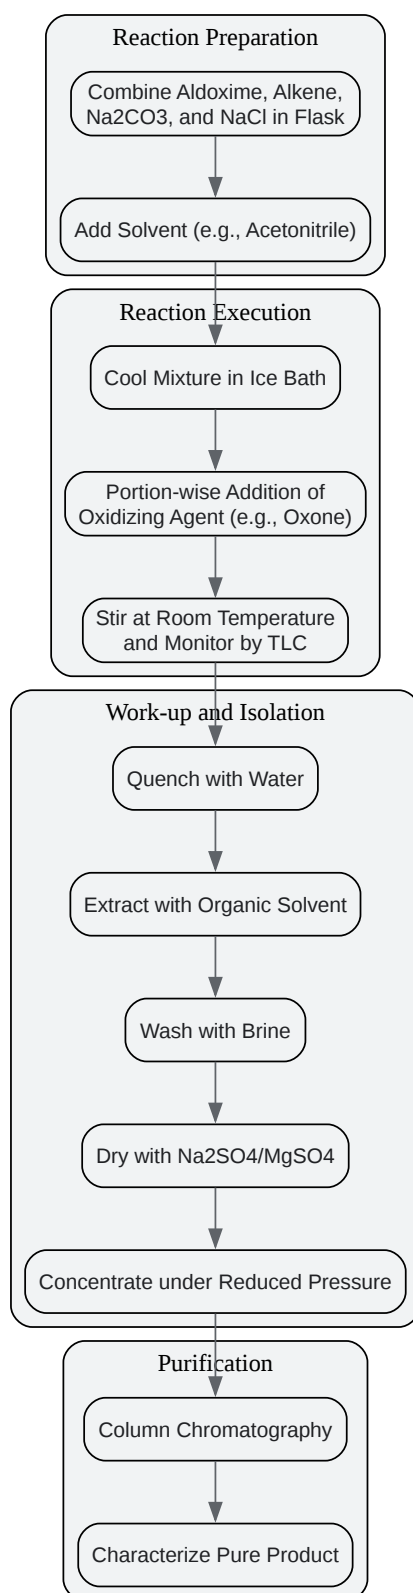 Reaction Preparation
Combine Aldoxime, Alkene,
Na2CO3, and NaCl in Flask
Add Solvent (e.g., Acetonitrile)
Reaction Execution
Cool Mixture in Ice Bath
Portion-wise Addition of
Oxidizing Agent (e.g., Oxone)
Stir at Room Temperature
and Monitor by TLC
Work-up and Isolation
Quench with Water
Extract with Organic Solvent
Wash with Brine
Dry with Na2SO4/MgSO4
Concentrate under Reduced Pressure
Purification
Column Chromatography
Characterize Pure Product